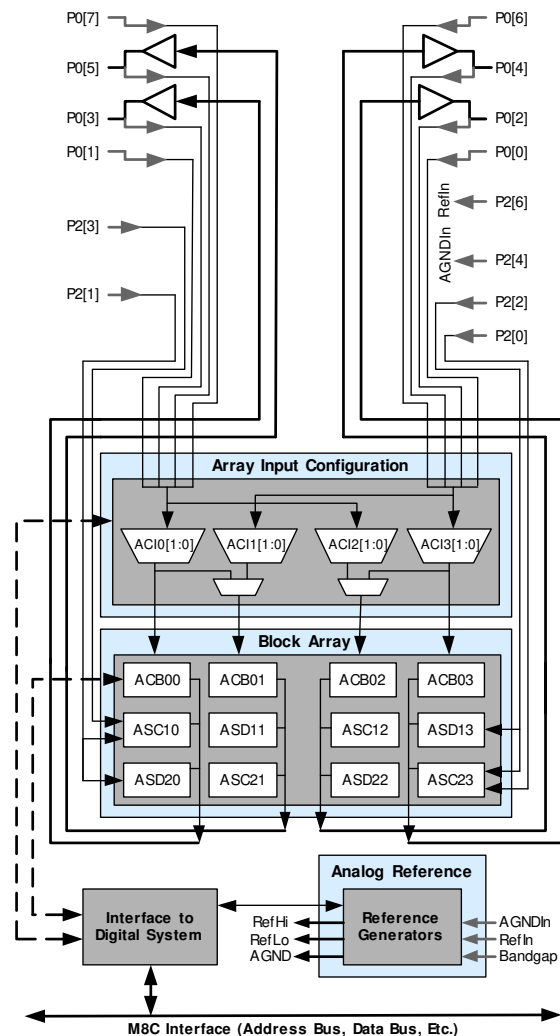 P0[7]
P0[6]
P0[5]
P0[4]
P0[3]
P0[2]
P0[1]
P0[0]
P2[6]
RefIn
P2[3]
AGNDIn
P2[4]
P2[1]
P2[2]
P2[0]
Array Input Configuration
ACI0[1:0] ACI1[1:0] ACI2[1:0] ACI3[1:0]
Block Array
ACB00 ACB01 ACB02 ACB03
ASC10 ASD11 ASC12 ASD13
ASD20 ASC21 ASD22 ASC23
Analog Reference
Interface to
Digital System
RefHi
RefLo
AGND
Reference
Generators
AGNDIn
RefIn
Bandgap
M8C Interface (Address Bus, Data Bus, Etc.)